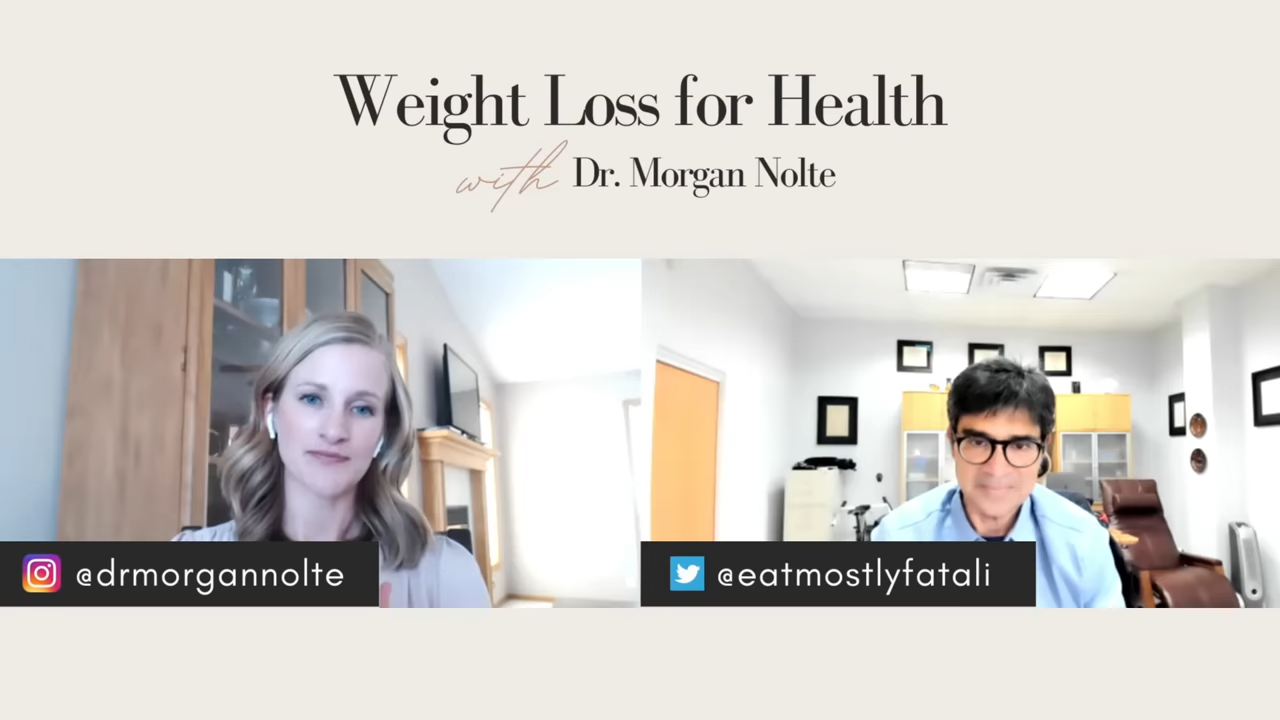 Weight Loss for Health
with Dr. Morgan Nolte
@drmorgannolte
@eatmostlyfatali